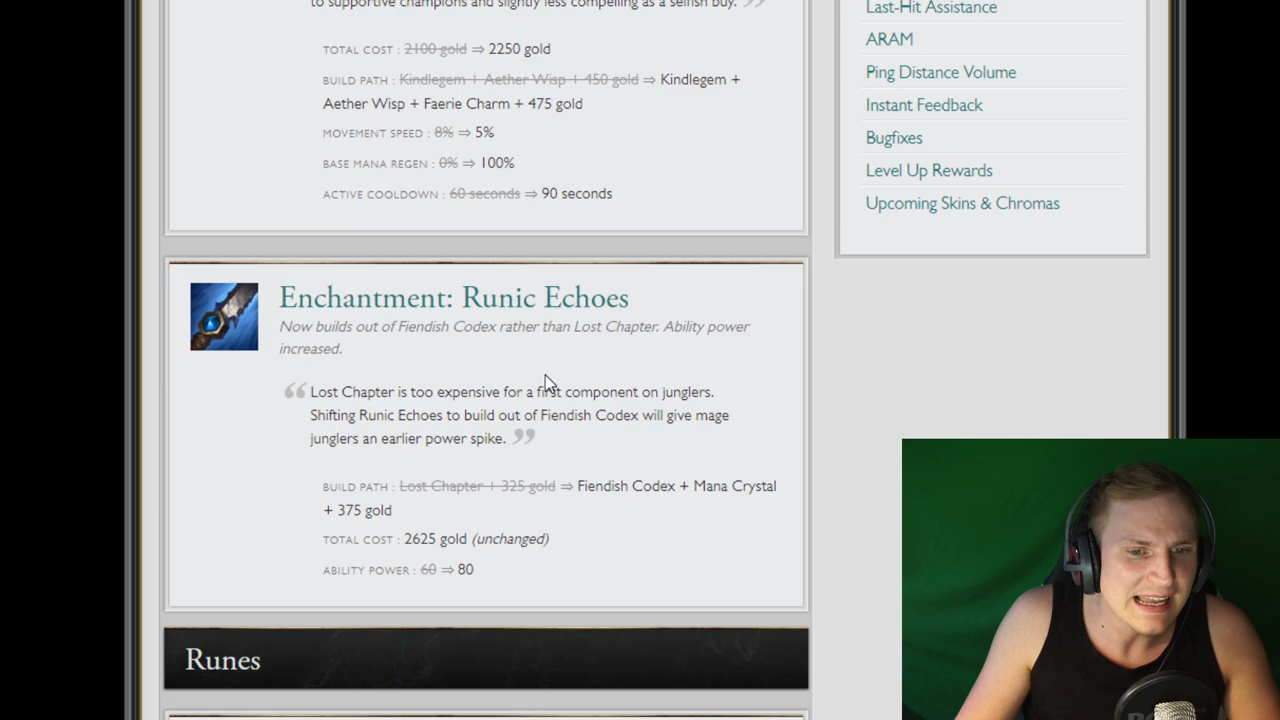 to supportive champions and slightly less compelling as a selfish buy. ”
TOTAL COST : 2100 gold ⇒ 2250 gold
BUILD PATH : Kindlegem + Aether Wisp + 450 gold ⇒ Kindlegem +
Aether Wisp + Faerie Charm + 475 gold
MOVEMENT SPEED : 8% ⇒ 5%
BASE MANA REGEN : 0% ⇒ 100%
ACTIVE COOLDOWN : 60 seconds ⇒ 90 seconds
Enchantment: Runic Echoes
Now builds out of Fiendish Codex rather than Lost Chapter. Ability power
increased.
“ Lost Chapter is too expensive for a first component on junglers.
Shifting Runic Echoes to build out of Fiendish Codex will give mage
junglers an earlier power spike. ”
BUILD PATH : Lost Chapter + 325 gold ⇒ Fiendish Codex + Mana Crystal
+ 375 gold
TOTAL COST : 2625 gold (unchanged)
ABILITY POWER : 60 ⇒ 80
Runes
Last-Hit Assistance
ARAM
Ping Distance Volume
Instant Feedback
Bugfixes
Level Up Rewards
Upcoming Skins & Chromas